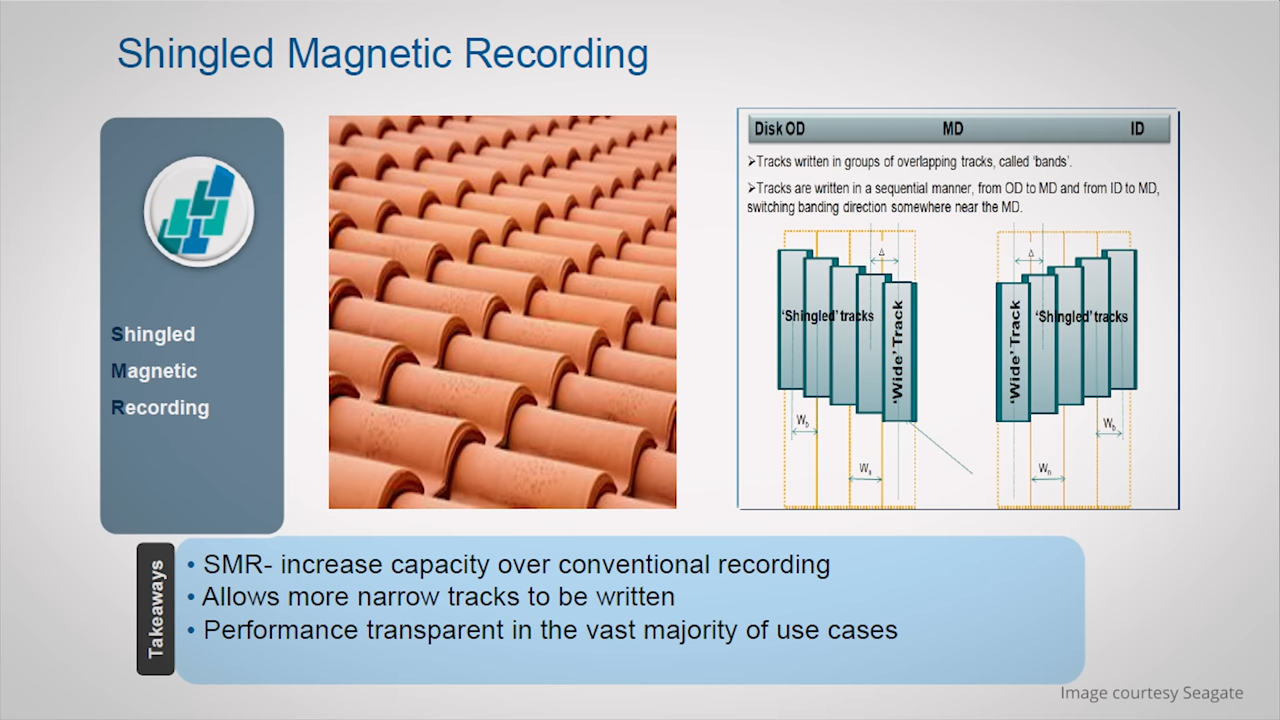 Shingled Magnetic Recording
Shingled
Magnetic
Recording
Disk OD MD ID
➢Tracks written in groups of overlapping tracks, called ‘bands’.
➢Tracks are written in a sequential manner, from OD to MD and from ID to MD,
switching banding direction somewhere near the MD.
Δ
‘Shingled’ tracks
‘Wide’ Track
Δ
‘Wide’ Track
‘Shingled’ tracks
Takeaways
• SMR- increase capacity over conventional recording
• Allows more narrow tracks to be written
• Performance transparent in the vast majority of use cases
Image courtesy Seagate